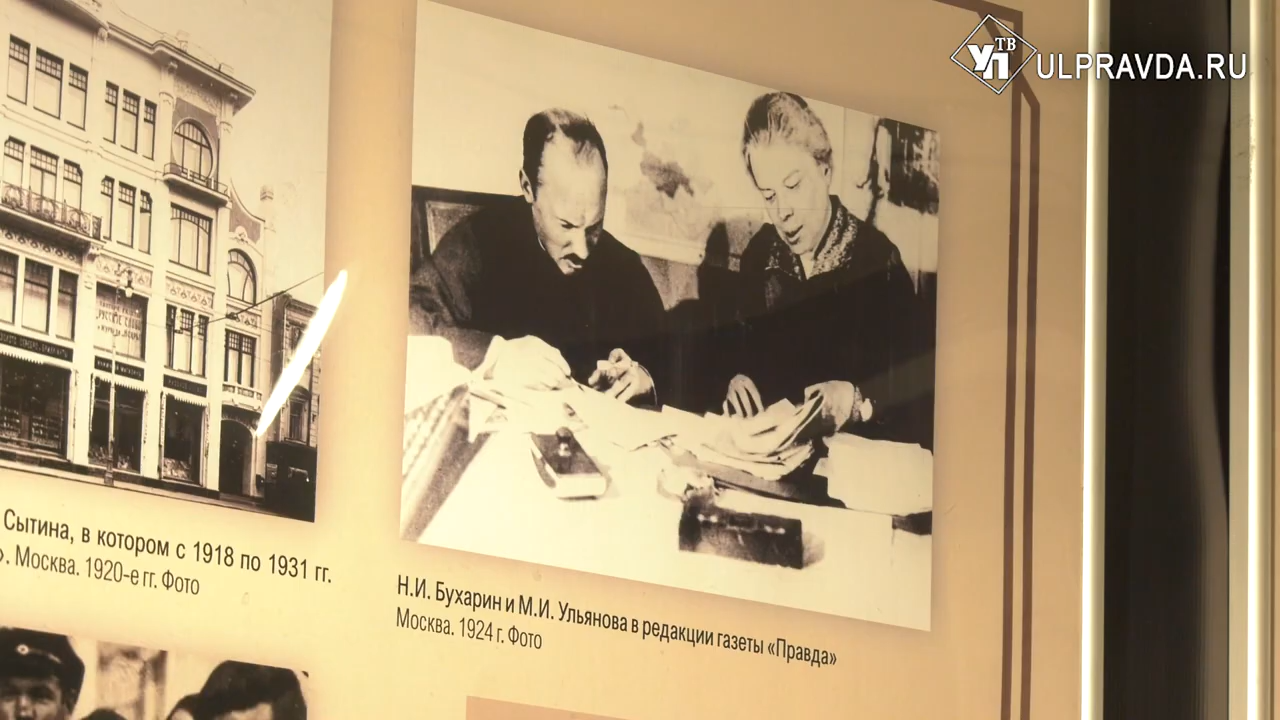 УП ТВ ULPRAVDA.RU
Сытина, в котором с 1918 по 1931 гг.
». Москва. 1920-е гг. Фото
Н.И. Бухарин и М.И. Ульянова в редакции газеты «Правда»
Москва. 1924 г. Фото